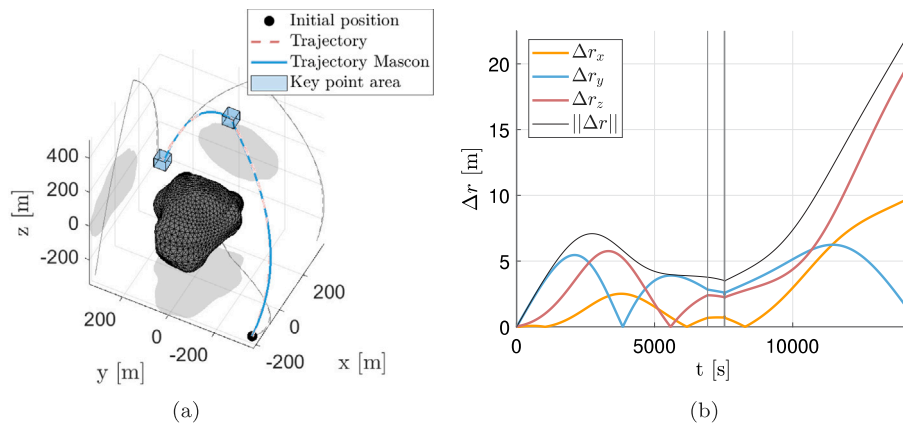 (a)
Initial position
Trajectory
Trajectory Mascon
Key point area
400
200
0
-200
z [m]
200
0
-200
y [m]
200
0
-200
x [m]
(b)
20
15
10
5
0
Δr [m]
Δr_x
Δr_y
Δr_z
||Δr||
0
5000
10000
t [s]
(a)
(b)